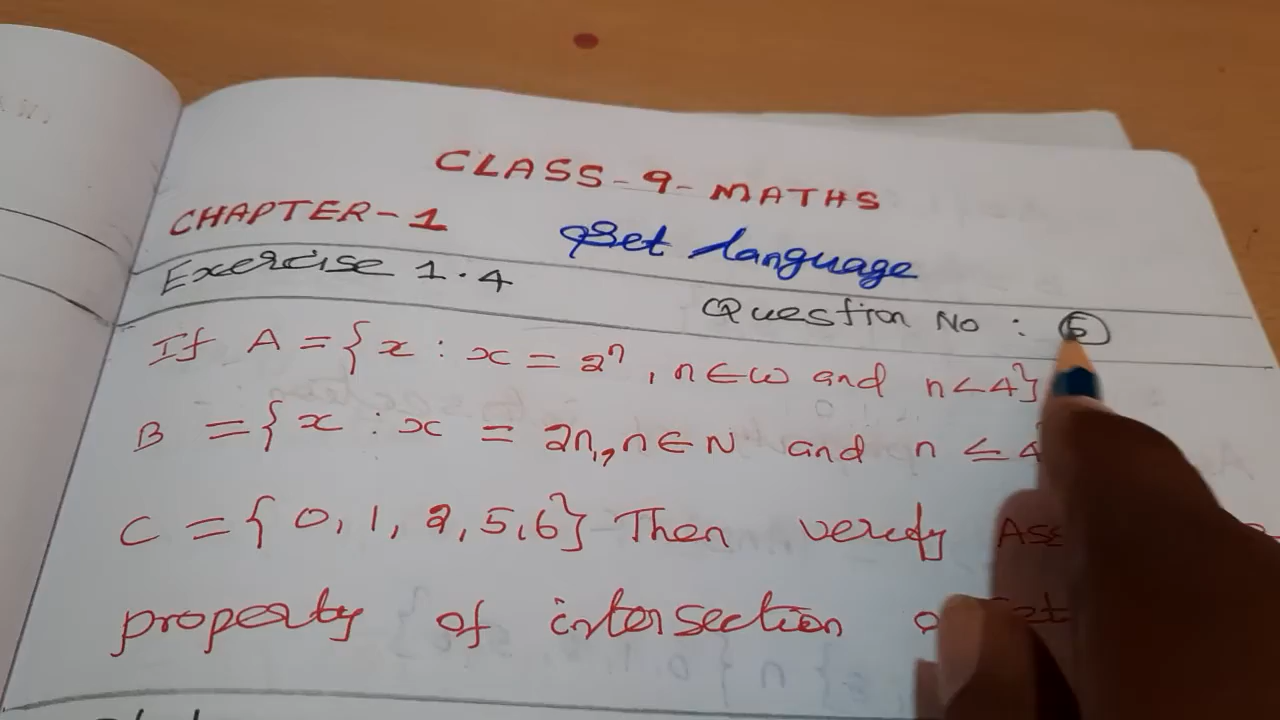 CLASS-9-MATHS
CHAPTER-1
Set language
Exercise 1.4
Question No : 5
If A = {x : x = 2ⁿ, n ∈ W and n < 4}
B = {x : x = 2n, n ∈ N and n ≤ 4
C = {0, 1, 2, 5, 6} Then verify
property of intersection